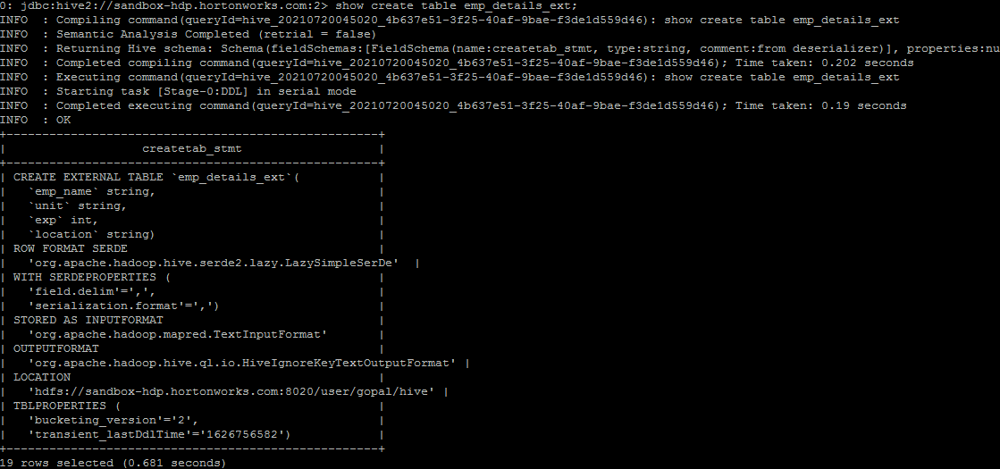 0: jdbc:hive2://sandbox-hdp.hortonworks.com:2> show create table emp_details_ext;
INFO  : Compiling command(queryId=hive_20210720045020_4b637e51-3f25-40af-9bae-f3de1d559d46): show create table emp_details_ext
INFO  : Semantic Analysis Completed (retrial = false)
INFO  : Returning Hive schema: Schema(fieldSchemas:[FieldSchema(name:createtab_stmt, type:string, comment:from deserializer)], properties:nu
INFO  : Completed compiling command(queryId=hive_20210720045020_4b637e51-3f25-40af-9bae-f3de1d559d46); Time taken: 0.202 seconds
INFO  : Executing command(queryId=hive_20210720045020_4b637e51-3f25-40af-9bae-f3de1d559d46): show create table emp_details_ext
INFO  : Starting task [Stage-0:DDL] in serial mode
INFO  : Completed executing command(queryId=hive_20210720045020_4b637e51-3f25-40af-9bae-f3de1d559d46); Time taken: 0.19 seconds
INFO  : OK
+----------------------------------------------------+
|                   createtab_stmt                   |
+----------------------------------------------------+
| CREATE EXTERNAL TABLE `emp_details_ext`(           |
|   `emp_name` string,                               |
|   `unit` string,                                   |
|   `exp` int,                                       |
|   `location` string)                               |
| ROW FORMAT SERDE                                   |
|   'org.apache.hadoop.hive.serde2.lazy.LazySimpleSerDe'  |
| WITH SERDEPROPERTIES (                             |
|   'field.delim'=',',                               |
|   'serialization.format'=',')                      |
| STORED AS INPUTFORMAT                              |
|   'org.apache.hadoop.mapred.TextInputFormat'       |
| OUTPUTFORMAT                                       |
|   'org.apache.hadoop.hive.ql.io.HiveIgnoreKeyTextOutputFormat' |
| LOCATION                                           |
|   'hdfs://sandbox-hdp.hortonworks.com:8020/user/gopal/hive' |
| TBLPROPERTIES (                                    |
|   'bucketing_version'='2',                         |
|   'transient_lastDdlTime'='1626756582')            |
+----------------------------------------------------+
19 rows selected (0.681 seconds)